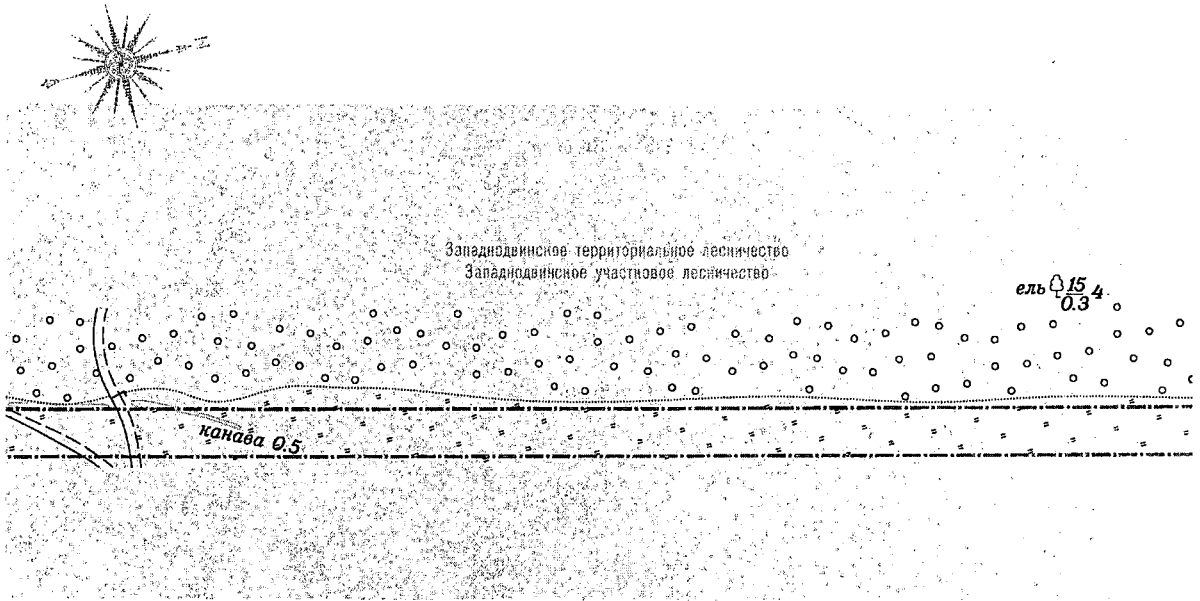 Западнодвинское территориальное лесничество
Западнодвинское участковое лесничество
ель 15 4
0.3
канава 0.5